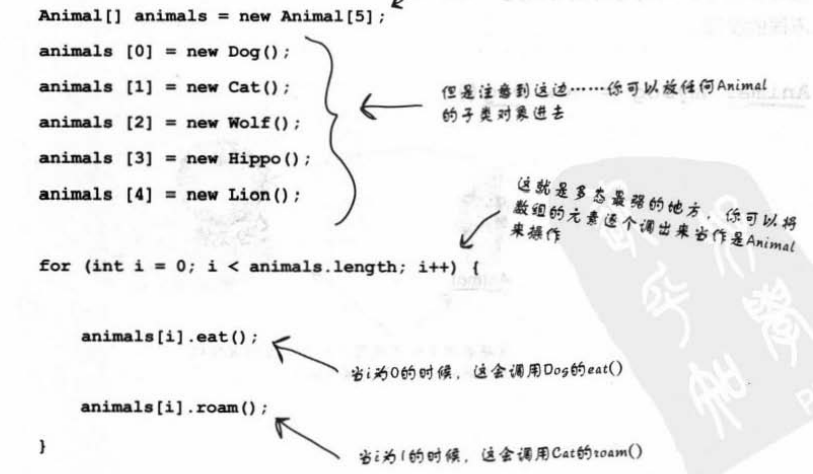 Animal[] animals = new Animal[5];
animals [0] = new Dog();
animals [1] = new Cat();
animals [2] = new Wolf();
animals [3] = new Hippo();
animals [4] = new Lion();
但是注意到这边……你可以放任何Animal
的子类对象进去
这就是多态最强的地方，你可以将
数组的元素逐个调出来当作是Animal
来操作
for (int i = 0; i < animals.length; i++) {
animals[i].eat();
当i为0的时候，这会调用Dog的eat()
animals[i].roam();
当i为1的时候，这会调用Cat的roam()
}